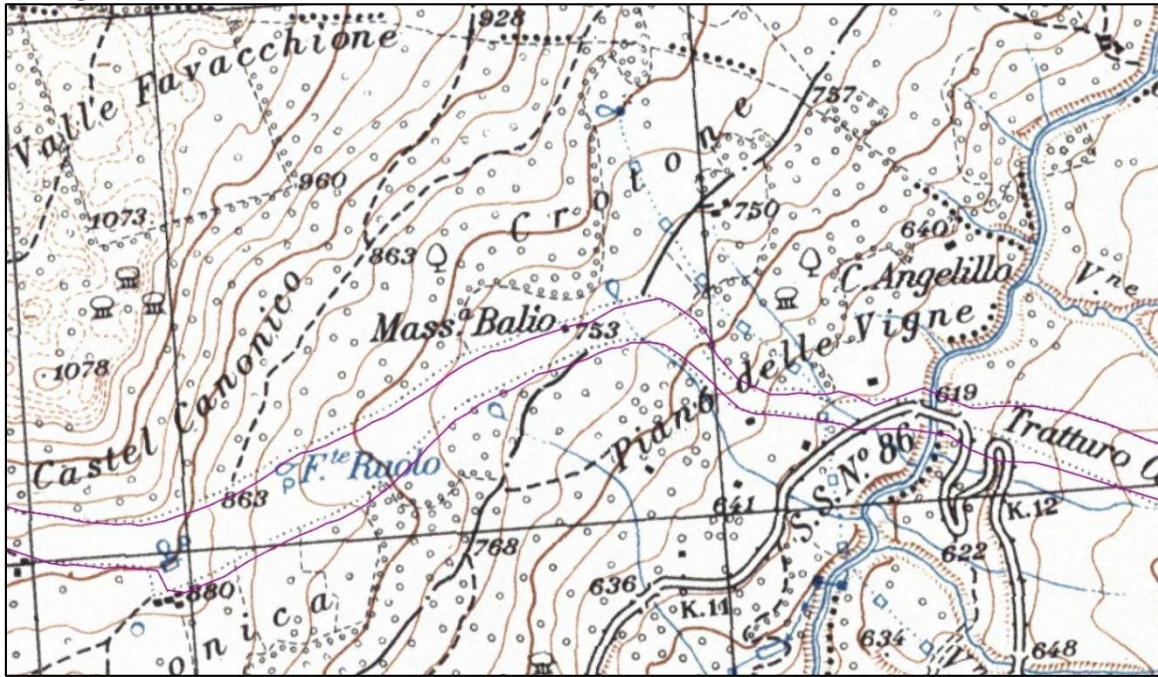 928
Valle Favacchione
757
960
Crotone
750
1073
640
863
C. Angelillo
V.ne
Mass.a Balio
753
1078
Castel Canonico
Piano delle Vigne
619
Tratturo
S.S. N° 86
F.te Ruolo
863
641
K.12
622
768
636
880
K.11
634
648
onica